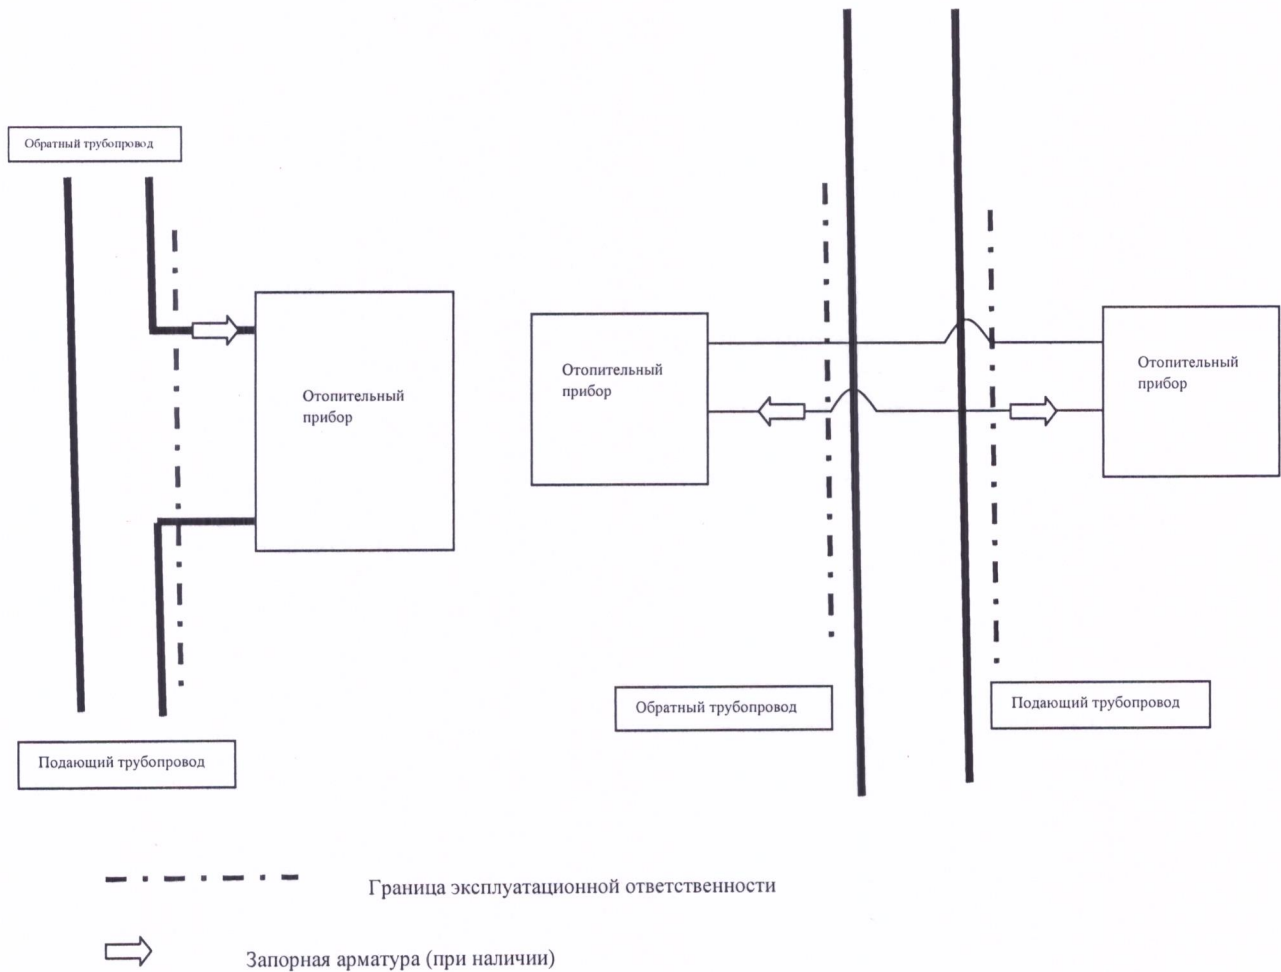 Обратный трубопровод
Отопительный
прибор
Подающий трубопровод
Отопительный
прибор
Отопительный
прибор
Обратный трубопровод
Подающий трубопровод
Граница эксплуатационной ответственности
Запорная арматура (при наличии)